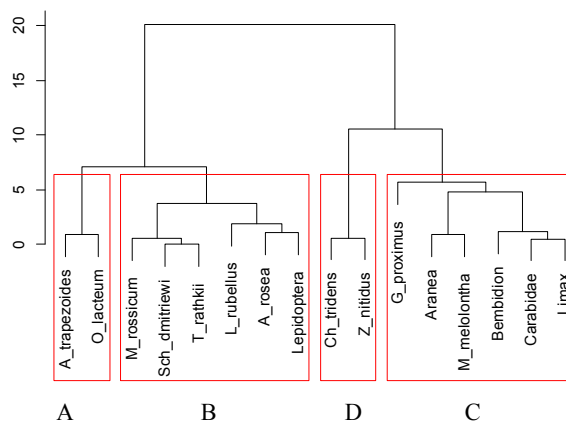 20
15
10
5
0
A_trapezoides
O_lacteum
M_rossicum
Sch_dmitriewi
T_rathkii
L_rubellus
A_rosea
Lepidoptera
Ch_tridens
Z_nitidus
G_proximus
Aranea
M_melolontha
Bembidion
Carabidae
Limax
A B D C